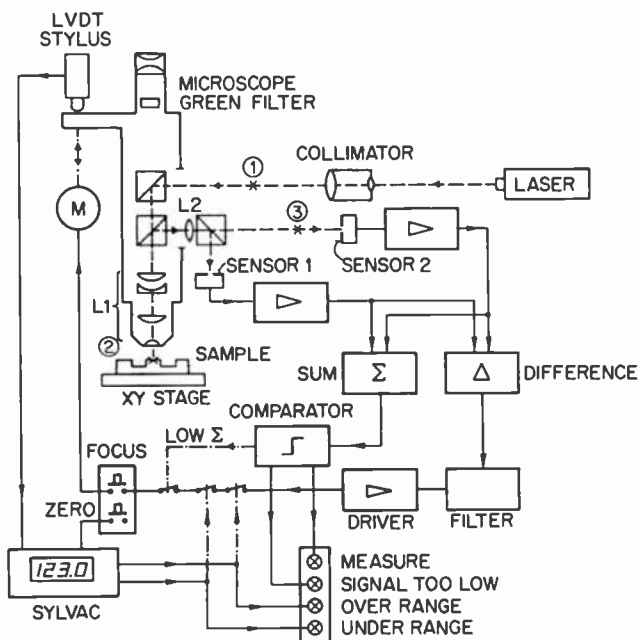 LVDT
STYLUS
MICROSCOPE
GREEN FILTER
COLLIMATOR
1
LASER
M
L2
3
SENSOR 1
SENSOR 2
L1
2
SAMPLE
XY STAGE
SUM
Σ
Δ
DIFFERENCE
COMPARATOR
LOW Σ
FOCUS
ZERO
DRIVER
FILTER
123.0
SYLVAC
MEASURE
SIGNAL TOO LOW
OVER RANGE
UNDER RANGE